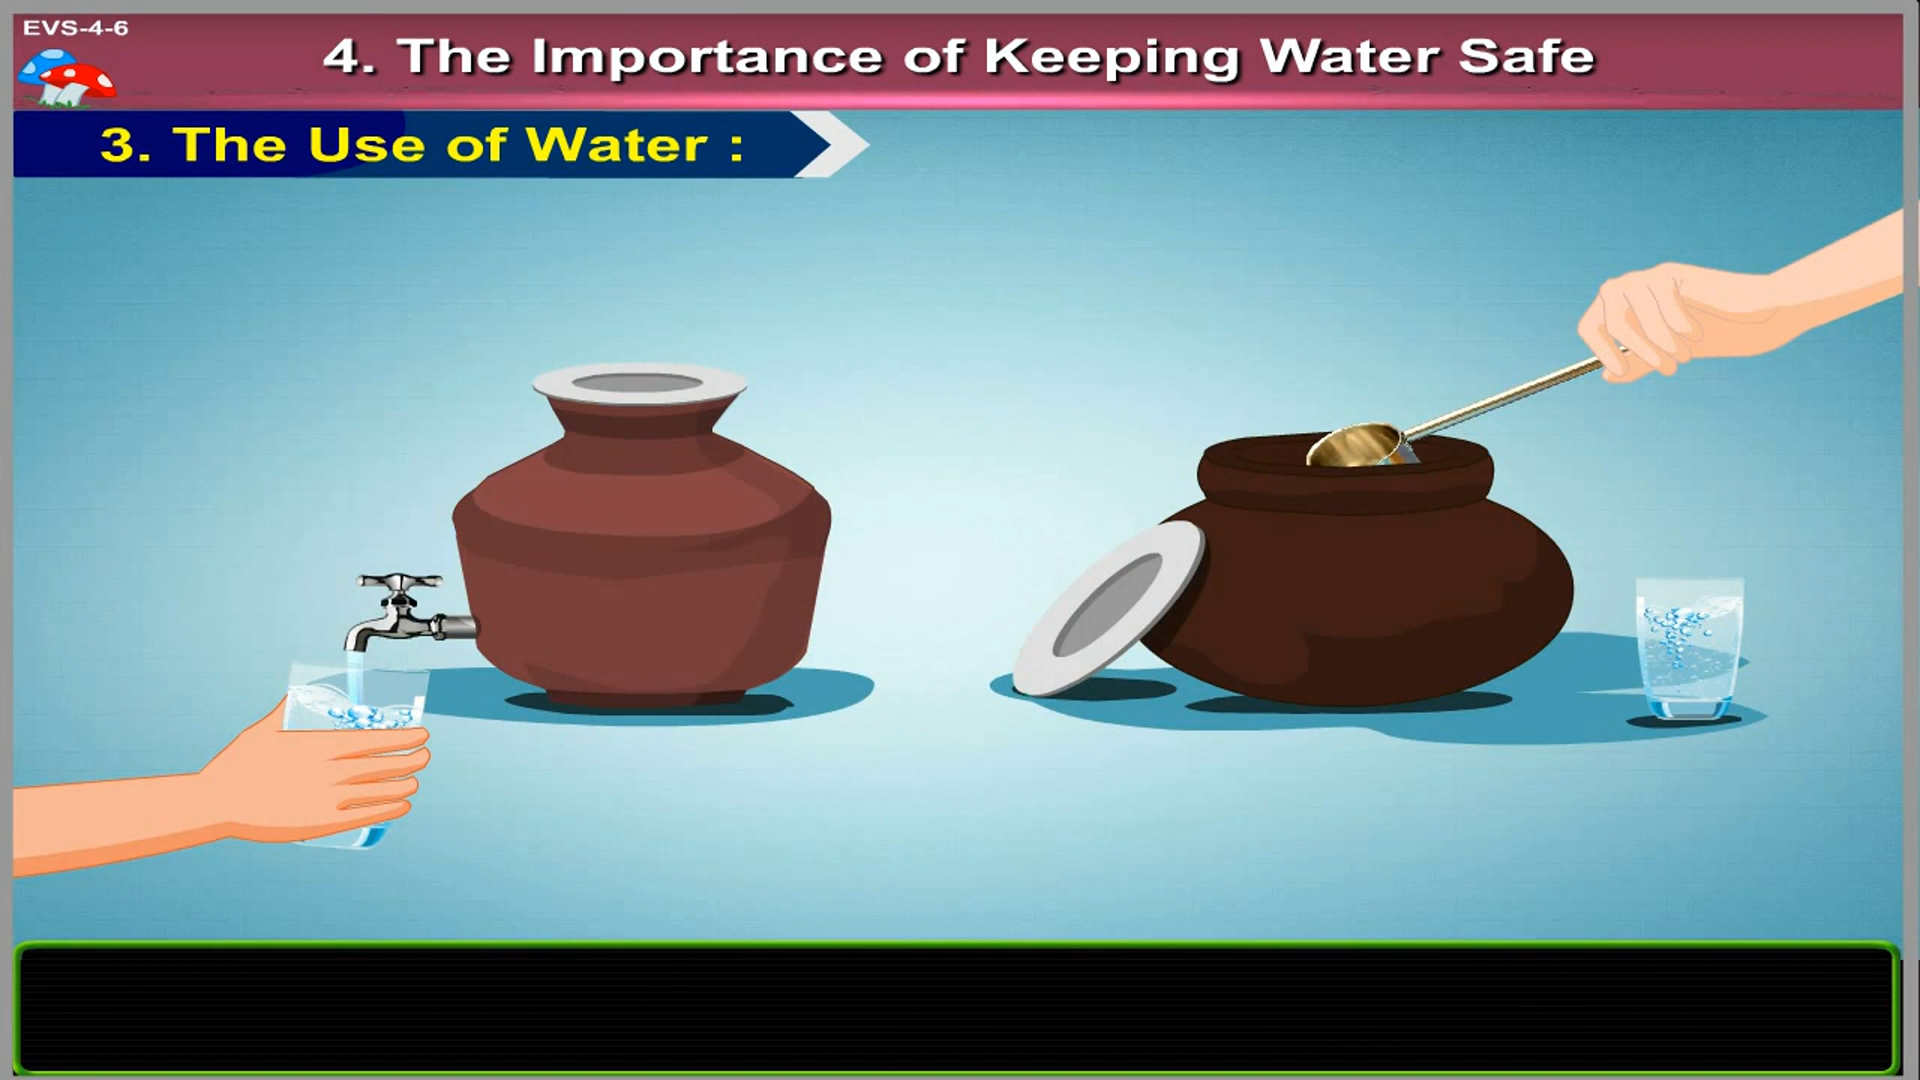 EVS-4-6
4. The Importance of Keeping Water Safe
3. The Use of Water :